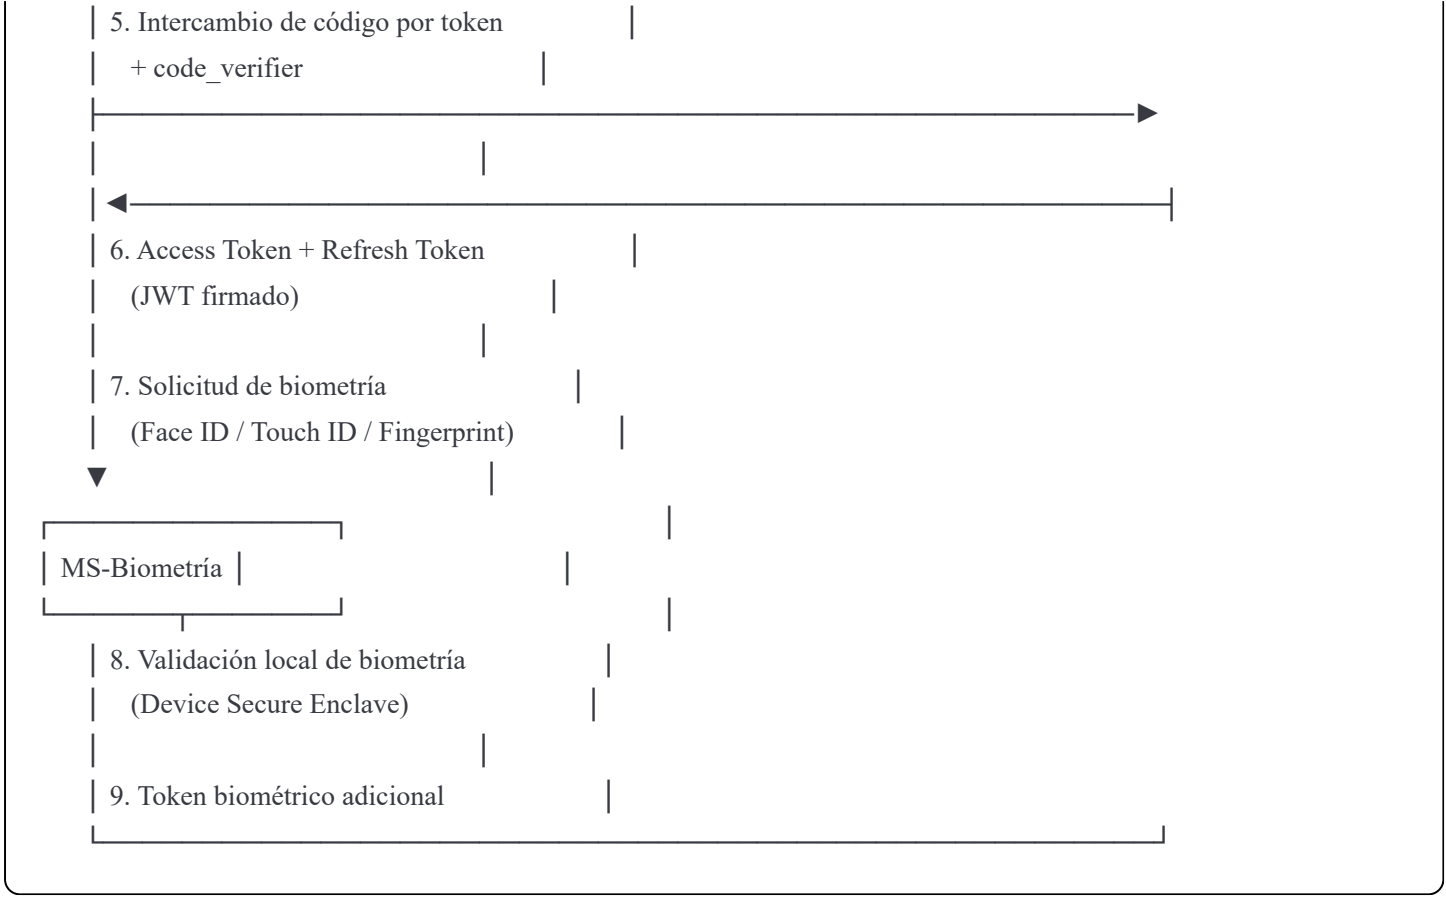 5. Intercambio de código por token
+ code_verifier
6. Access Token + Refresh Token
(JWT firmado)
7. Solicitud de biometría
(Face ID / Touch ID / Fingerprint)
MS-Biometría
8. Validación local de biometría
(Device Secure Enclave)
9. Token biométrico adicional